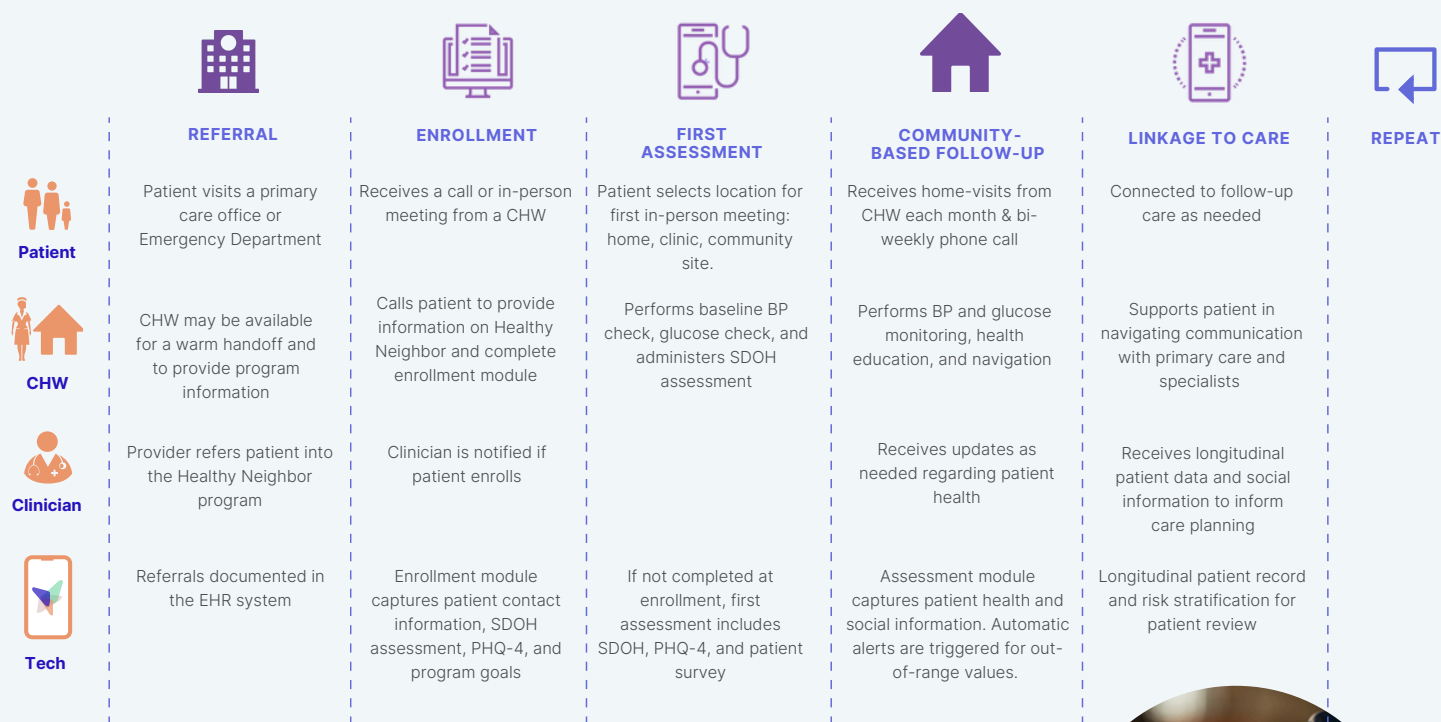 REFERRAL
ENROLLMENT
FIRST
ASSESSMENT
COMMUNITY-
BASED FOLLOW-UP
LINKAGE TO CARE
REPEAT
Patient
Patient visits a primary
care office or
Emergency Department
Receives a call or in-person
meeting from a CHW
Patient selects location for
first in-person meeting:
home, clinic, community
site.
Receives home-visits from
CHW each month & bi-
weekly phone call
Connected to follow-up
care as needed
CHW
CHW may be available
for a warm handoff and
to provide program
information
Calls patient to provide
information on Healthy
Neighbor and complete
enrollment module
Performs baseline BP
check, glucose check, and
administers SDOH
assessment
Performs BP and glucose
monitoring, health
education, and navigation
Supports patient in
navigating communication
with primary care and
specialists
Clinician
Provider refers patient into
the Healthy Neighbor
program
Clinician is notified if
patient enrolls
Receives updates as
needed regarding patient
health
Receives longitudinal
patient data and social
information to inform
care planning
Tech
Referrals documented in
the EHR system
Enrollment module
captures patient contact
information, SDOH
assessment, PHQ-4, and
program goals
If not completed at
enrollment, first
assessment includes
SDOH, PHQ-4, and patient
survey
Assessment module
captures patient health and
social information. Automatic
alerts are triggered for out-
of-range values.
Longitudinal patient record
and risk stratification for
patient review